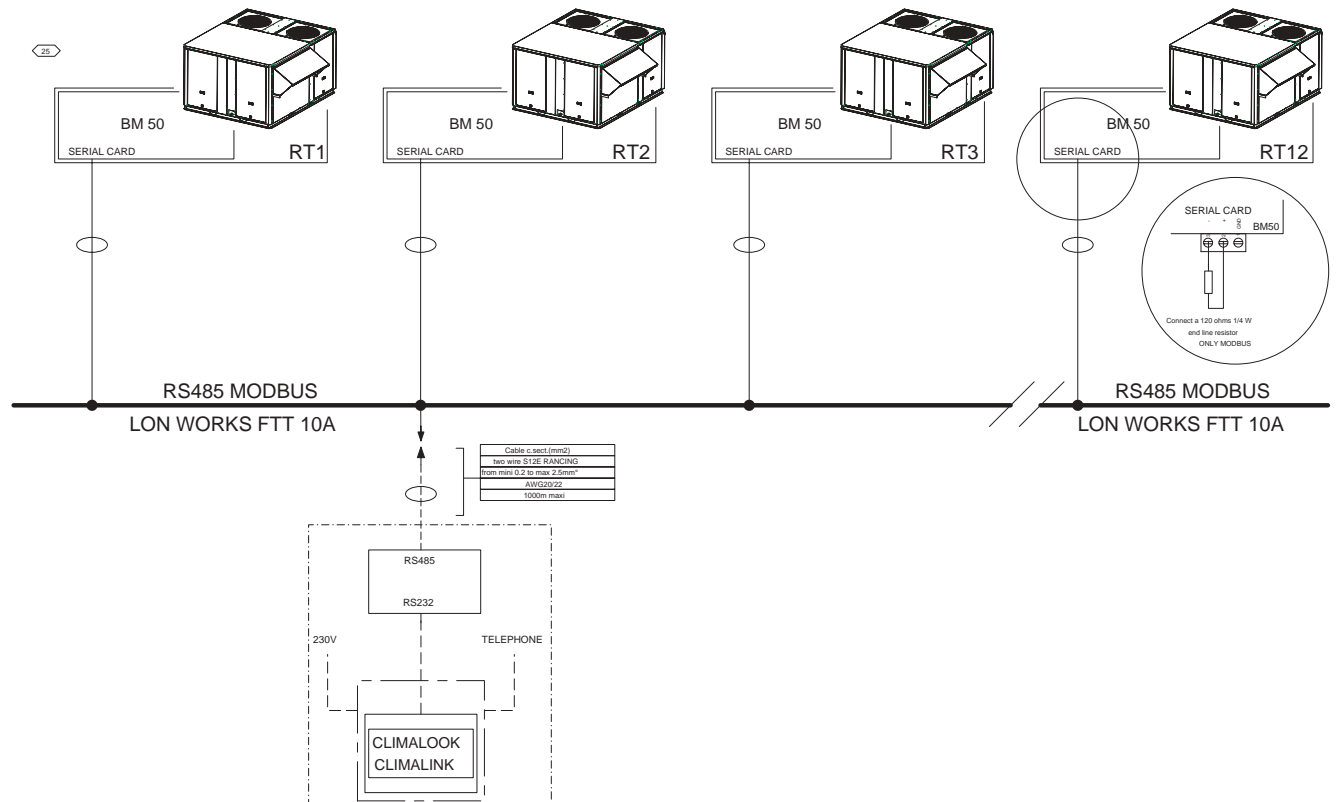 25
BM 50
SERIAL CARD
RT1
BM 50
SERIAL CARD
RT2
BM 50
SERIAL CARD
RT3
BM 50
SERIAL CARD
RT12
SERIAL CARD
- + GND
BM50
Connect a 120 ohms 1/4 W
end line resistor
ONLY MODBUS
RS485 MODBUS
LON WORKS FTT 10A
RS485 MODBUS
LON WORKS FTT 10A
Cable c.sect.(mm2)
two wire S12E RANCING
from mini 0.2 to max 2.5mm²
AWG20/22
1000m maxi
RS485
RS232
230V
TELEPHONE
CLIMALOOK
CLIMALINK